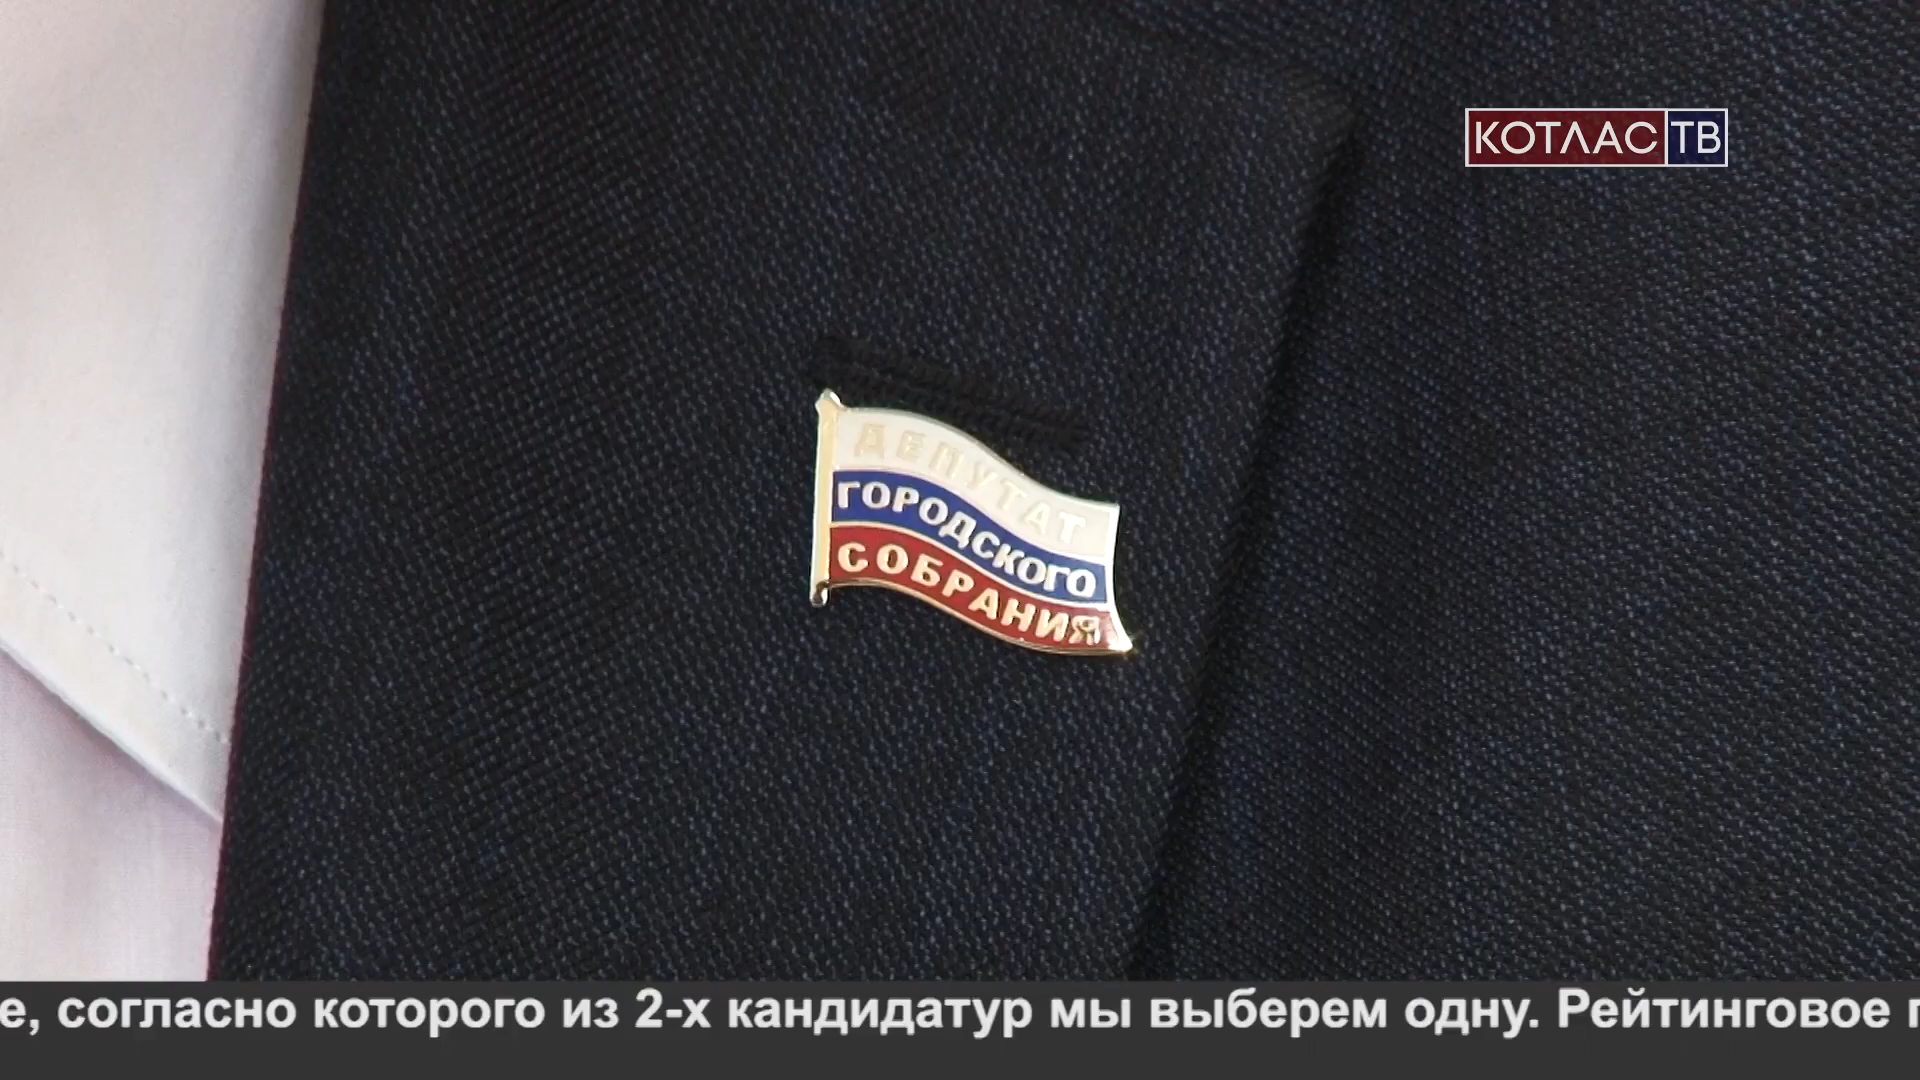 КОТЛАС ТВ
ДЕПУТАТ
ГОРОДСКОГО
СОБРАНИЯ
е, согласно которого из 2-х кандидатур мы выберем одну. Рейтинговое